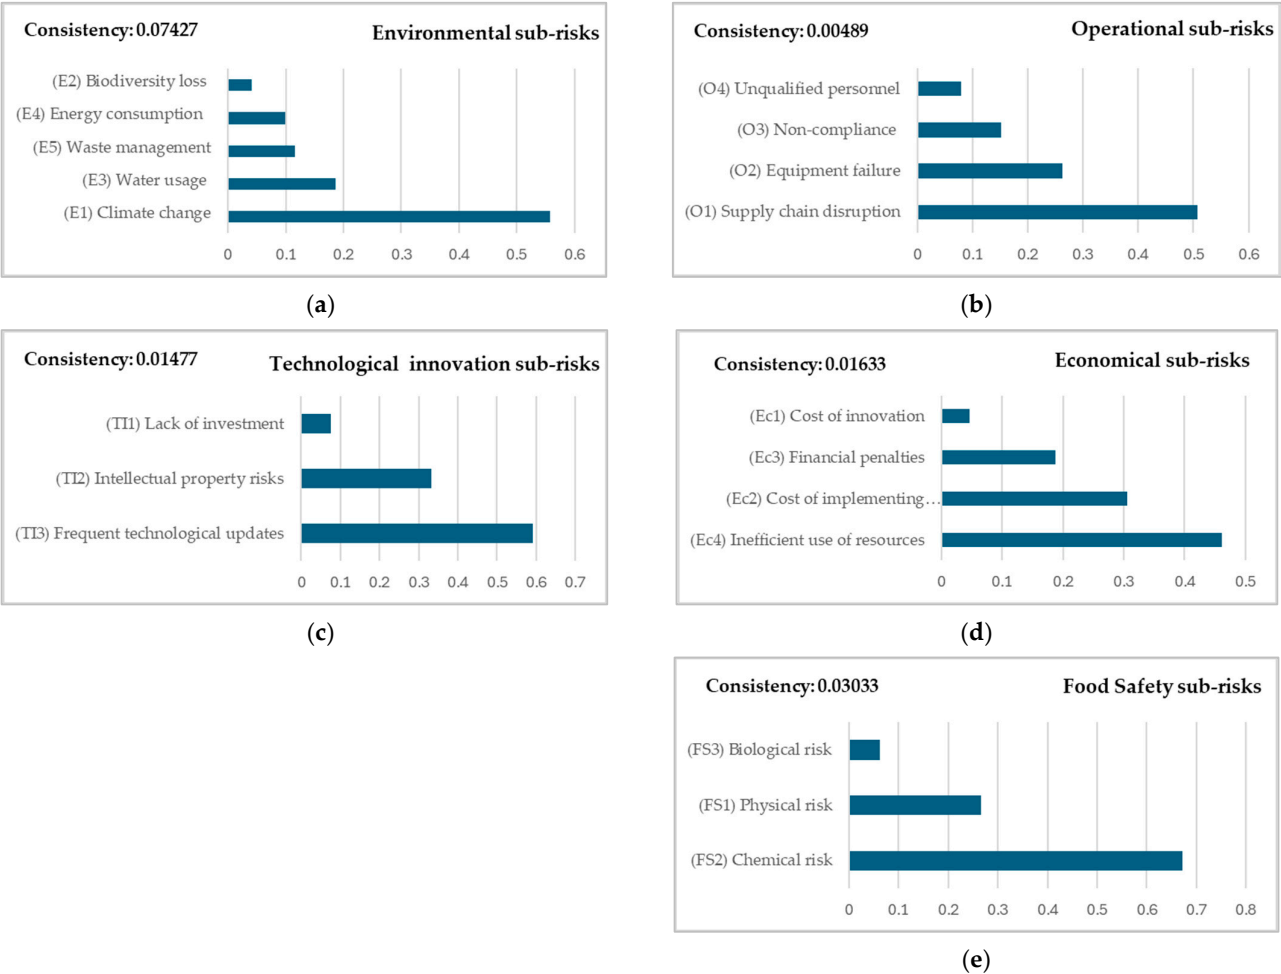 Consistency: 0.07427
Environmental sub-risks
(E2) Biodiversity loss
(E4) Energy consumption
(E5) Waste management
(E3) Water usage
(E1) Climate change
0 0.1 0.2 0.3 0.4 0.5 0.6
(a)
Consistency: 0.00489
Operational sub-risks
(O4) Unqualified personnel
(O3) Non-compliance
(O2) Equipment failure
(O1) Supply chain disruption
0 0.1 0.2 0.3 0.4 0.5 0.6
(b)
Consistency: 0.01477
Technological innovation sub-risks
(TI1) Lack of investment
(TI2) Intellectual property risks
(TI3) Frequent technological updates
0 0.1 0.2 0.3 0.4 0.5 0.6 0.7
(c)
Consistency: 0.01633
Economical sub-risks
(Ec1) Cost of innovation
(Ec3) Financial penalties
(Ec2) Cost of implementing…
(Ec4) Inefficient use of resources
0 0.1 0.2 0.3 0.4 0.5
(d)
Consistency: 0.03033
Food Safety sub-risks
(FS3) Biological risk
(FS1) Physical risk
(FS2) Chemical risk
0 0.1 0.2 0.3 0.4 0.5 0.6 0.7 0.8
(e)